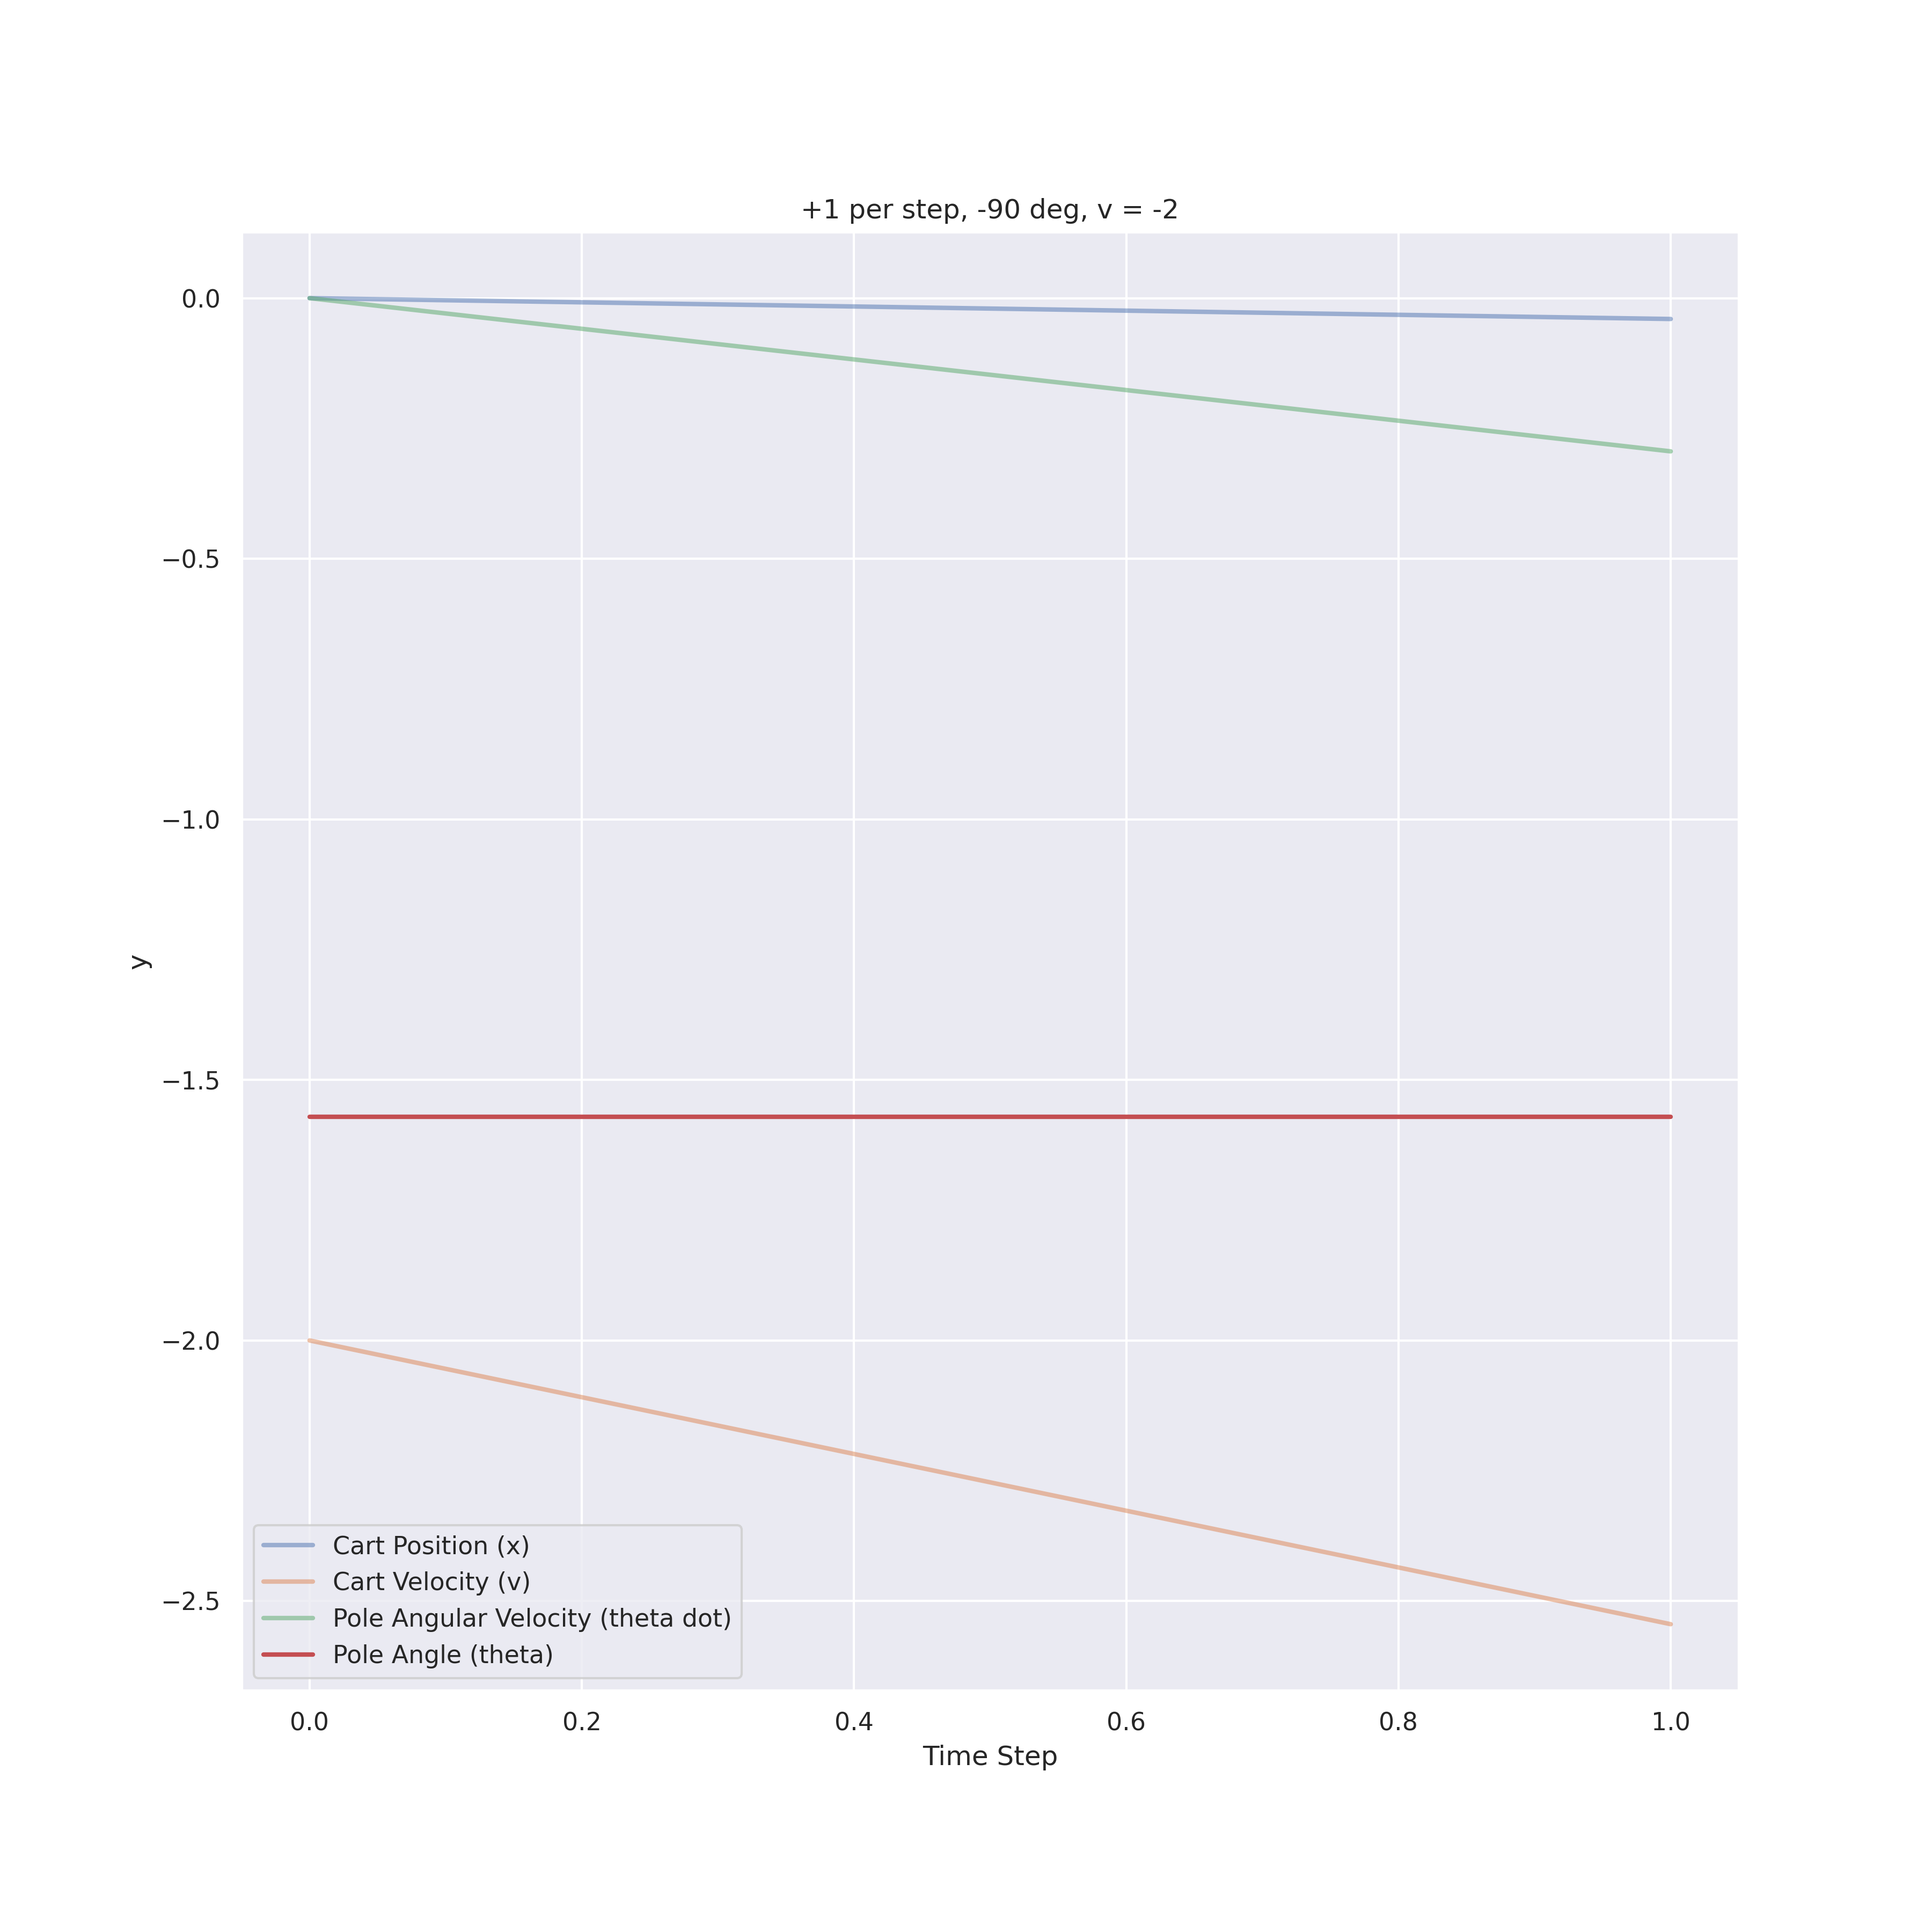 +1 per step, -90 deg, v = -2
0.0
−0.5
−1.0
−1.5
−2.0
−2.5
y
Cart Position (x)
Cart Velocity (v)
Pole Angular Velocity (theta dot)
Pole Angle (theta)
0.0 0.2 0.4 0.6 0.8 1.0
Time Step